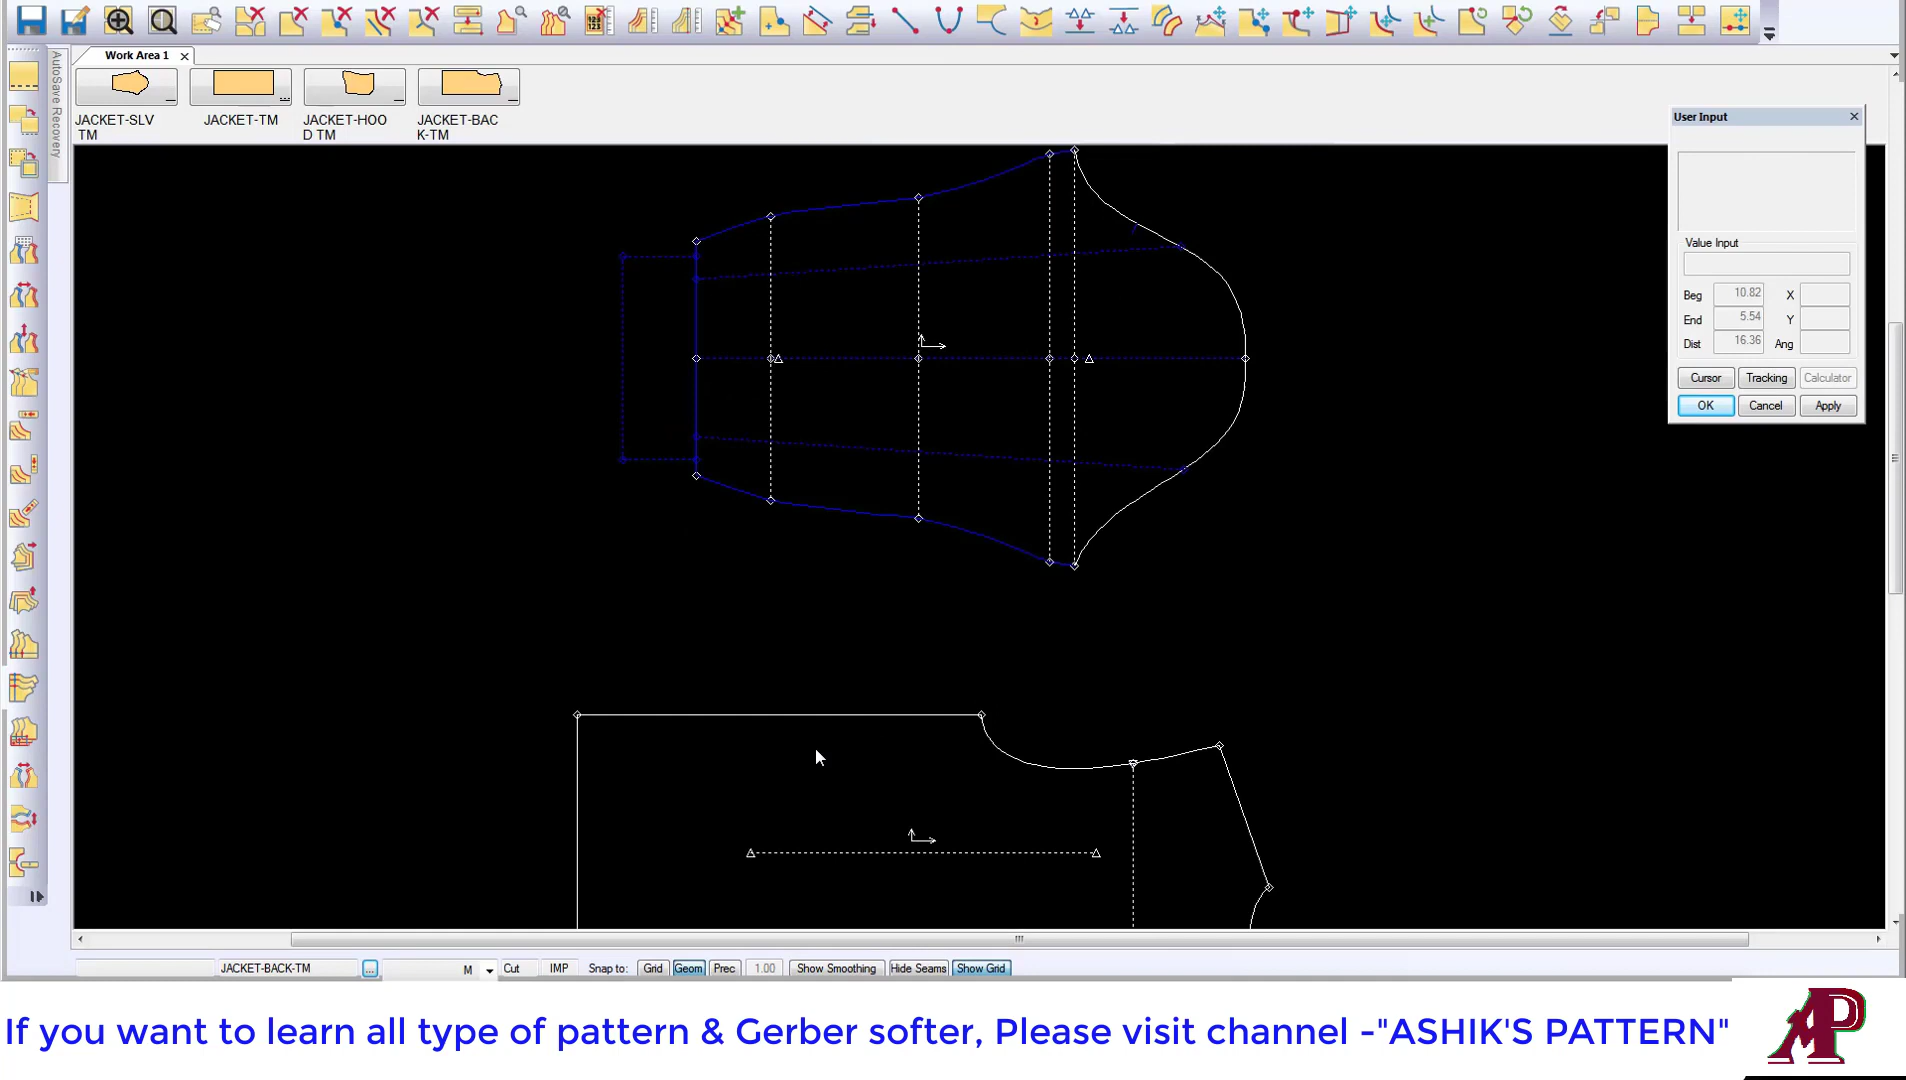 Work Area 1
AutoSave Recovery
JACKET-SLV
TM
JACKET-TM
JACKET-HOO
D TM
JACKET-BAC
K-TM
User Input
Value Input
Beg 10.82 X
End 5.54 Y
Dist 16.36 Ang
Cursor Tracking Calculator
OK Cancel Apply
JACKET-BACK-TM ... M Cut IMP Snap to: Grid Geom Prec 1.00 Show Smoothing Hide Seams Show Grid
If you want to learn all type of pattern & Gerber softer, Please visit channel -"ASHIK'S PATTERN"
AP